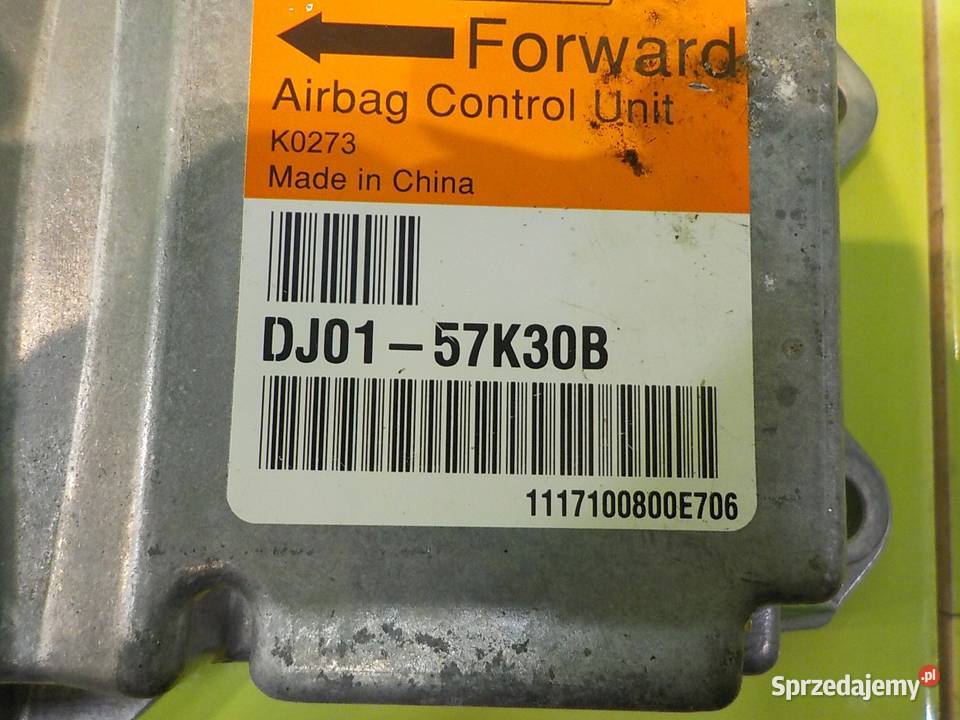 Forward
Airbag Control Unit
K0273
Made in China
DJ01-57K30B
1117100800E706
Sprzedajemy.pl